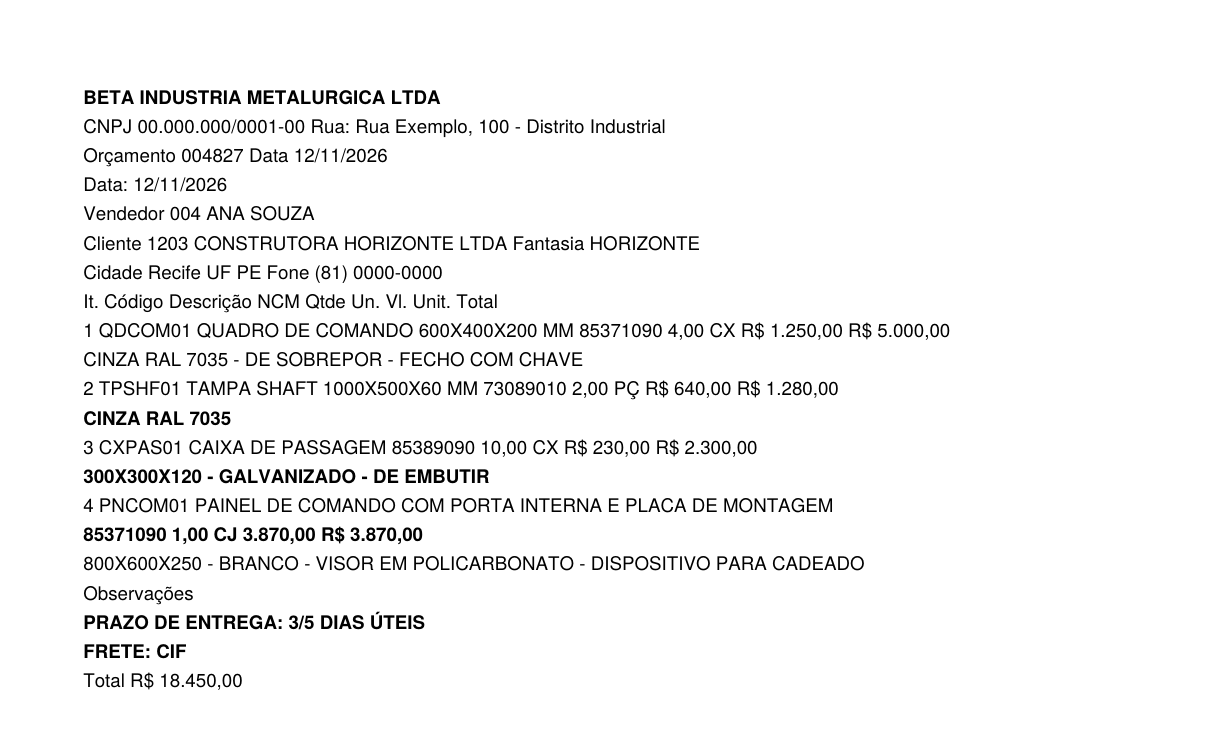 BETA INDUSTRIA METALURGICA LTDA
CNPJ 00.000.000/0001-00 Rua: Rua Exemplo, 100 - Distrito Industrial
Orçamento 004827 Data 12/11/2026
Data: 12/11/2026
Vendedor 004 ANA SOUZA
Cliente 1203 CONSTRUTORA HORIZONTE LTDA Fantasia HORIZONTE
Cidade Recife UF PE Fone (81) 0000-0000
It. Código Descrição NCM Qtde Un. Vl. Unit. Total
1 QDCOM01 QUADRO DE COMANDO 600X400X200 MM 85371090 4,00 CX R$ 1.250,00 R$ 5.000,00
CINZA RAL 7035 - DE SOBREPOR - FECHO COM CHAVE
2 TPSHF01 TAMPA SHAFT 1000X500X60 MM 73089010 2,00 PÇ R$ 640,00 R$ 1.280,00
CINZA RAL 7035
3 CXPAS01 CAIXA DE PASSAGEM 85389090 10,00 CX R$ 230,00 R$ 2.300,00
300X300X120 - GALVANIZADO - DE EMBUTIR
4 PNCOM01 PAINEL DE COMANDO COM PORTA INTERNA E PLACA DE MONTAGEM
85371090 1,00 CJ 3.870,00 R$ 3.870,00
800X600X250 - BRANCO - VISOR EM POLICARBONATO - DISPOSITIVO PARA CADEADO
Observações
PRAZO DE ENTREGA: 3/5 DIAS ÚTEIS
FRETE: CIF
Total R$ 18.450,00